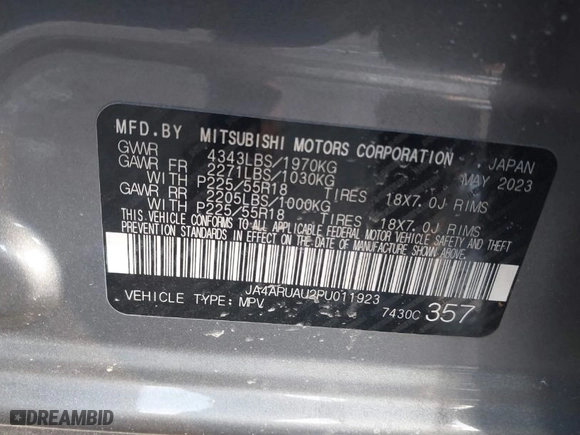 MFD.BY MITSUBISHI MOTORS CORPORATION JAPAN
GVWR 4343LBS/1970KG MAY 2023
GAWR FR 2271LBS/1030KG
WITH P225/55R18 TIRES 18X7.0J RIMS
GAWR RR 2205LBS/1000KG
WITH P225/55R18 TIRES 18X7.0J RIMS
THIS VEHICLE CONFORMS TO ALL APPLICABLE FEDERAL MOTOR VEHICLE SAFETY AND THEFT
PREVENTION STANDARDS IN EFFECT ON THE DATE OF MANUFACTURE SHOWN ABOVE.
JA4ARUAU2PU011923
VEHICLE TYPE: MPV 7430C 357
DREAMBID